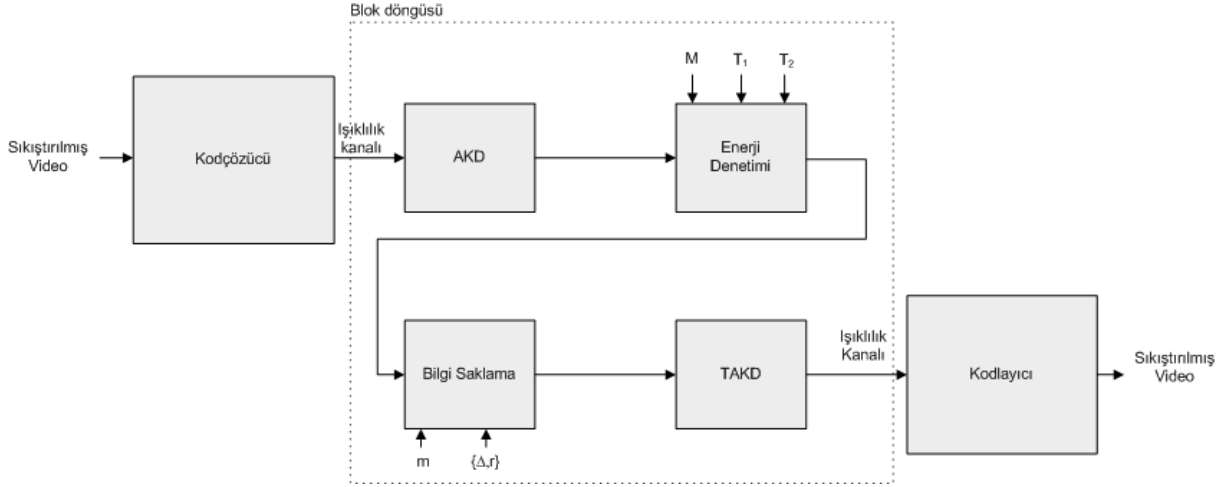 Blok döngüsü
M
T₁
T₂
Sıkıştırılmış
Video
Kodçözücü
Işıklılık
kanalı
AKD
Enerji
Denetimi
Bilgi Saklama
TAKD
Işıklılık
Kanalı
Kodlayıcı
Sıkıştırılmış
Video
m
{Δ,r}